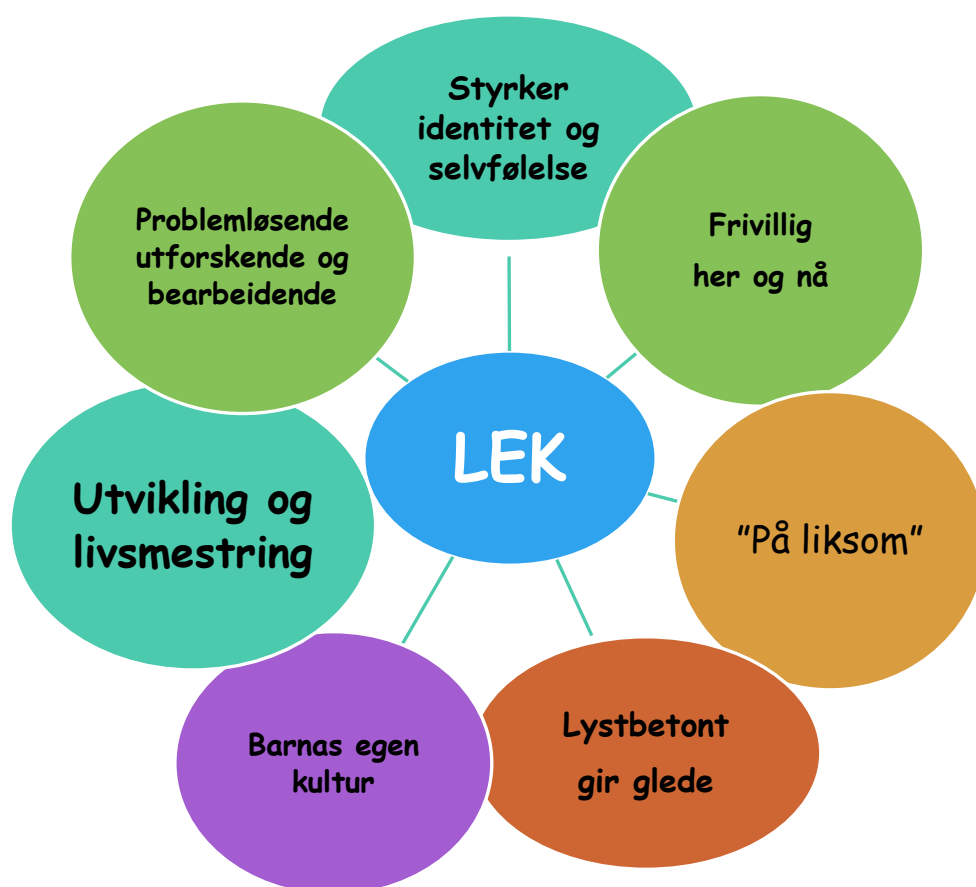 Styrker
identitet og
selvfølelse
Frivillig
her og nå
"På liksom"
Lystbetont
gir glede
Barnas egen
kultur
Utvikling og
livsmestring
Problemløsende
utforskende og
bearbeidende
LEK